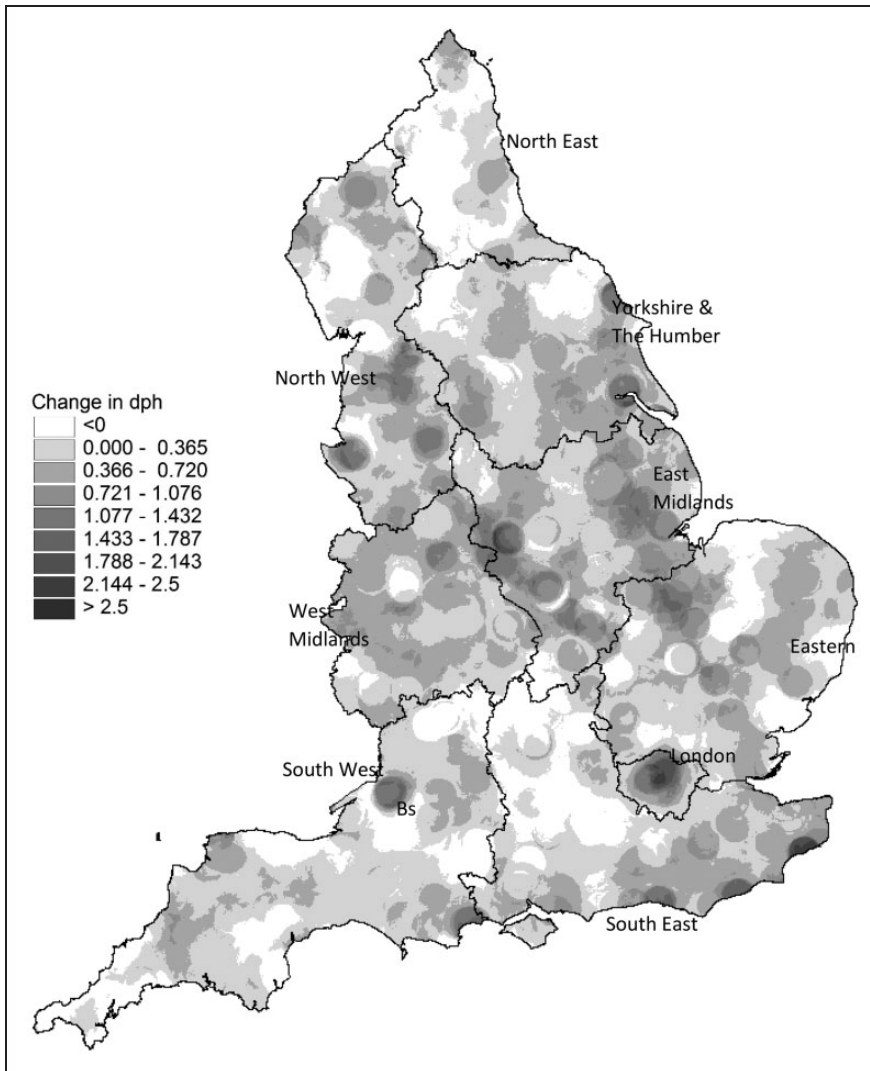 North East
Yorkshire &
The Humber
North West
Change in dph
<0
0.000 - 0.365
0.366 - 0.720
0.721 - 1.076
1.077 - 1.432
1.433 - 1.787
1.788 - 2.143
2.144 - 2.5
> 2.5
East
Midlands
West
Midlands
Eastern
London
South West
Bs
South East